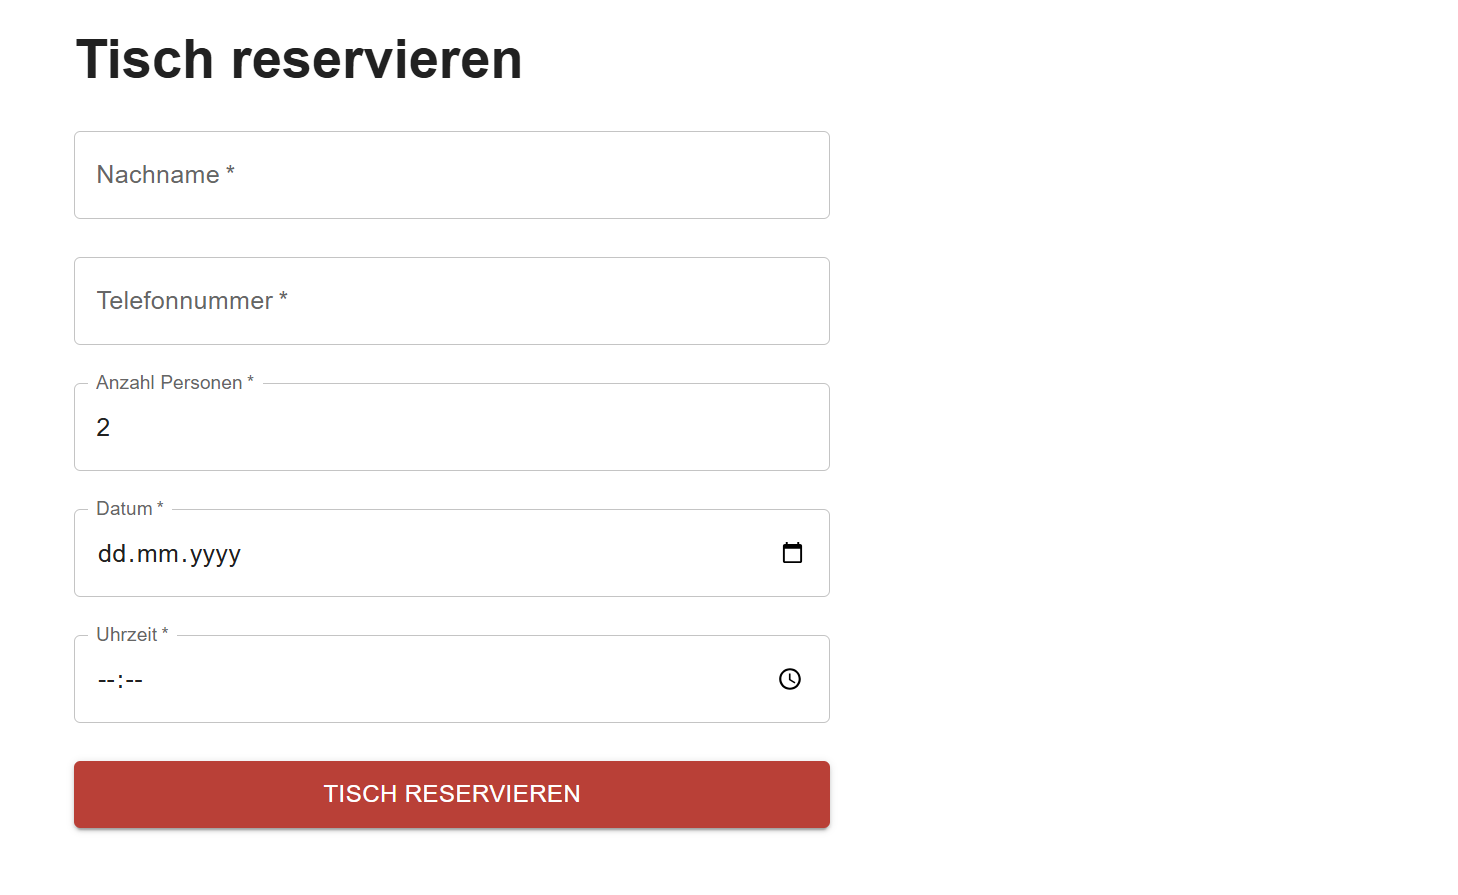 Tisch reservieren
Nachname *
Telefonnummer *
Anzahl Personen *
2
Datum *
dd.mm.yyyy
Uhrzeit *
--:--
TISCH RESERVIEREN